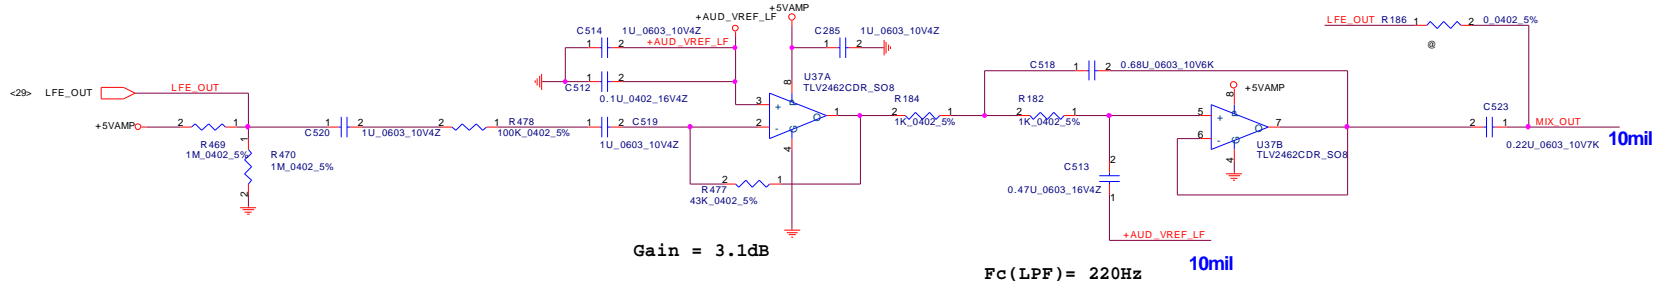 +5VAMP
+AUD_VREF_LF
C514
1U_0603_10V4Z
1
2
+AUD_VREF_LF
C285
1U_0603_10V4Z
1
2
LFE_OUT
R186
1
2
0_0402_5%
@
<29>
LFE_OUT
LFE_OUT
1
2
C512
0.1U_0402_16V4Z
U37A
TLV2462CDR_SO8
8
3
+
P
2
-
G
O
1
4
C518
1
2
0.68U_0603_10V6K
+5VAMP
2
1
R469
1M_0402_5%
1
R470
1M_0402_5%
2
C520
1
2
1U_0603_10V4Z
2
1
R478
100K_0402_5%
1
2
C519
1U_0603_10V4Z
R184
1
2
1K_0402_5%
R182
1
2
1K_0402_5%
+5VAMP
8
5
+
P
6
-
G
O
7
4
U37B
TLV2462CDR_SO8
C523
2
1
MIX_OUT
10mil
0.22U_0603_10V7K
2
1
R477
43K_0402_5%
C513
2
0.47U_0603_16V4Z
1
+AUD_VREF_LF
10mil
Gain = 3.1dB
Fc(LPF)= 220Hz